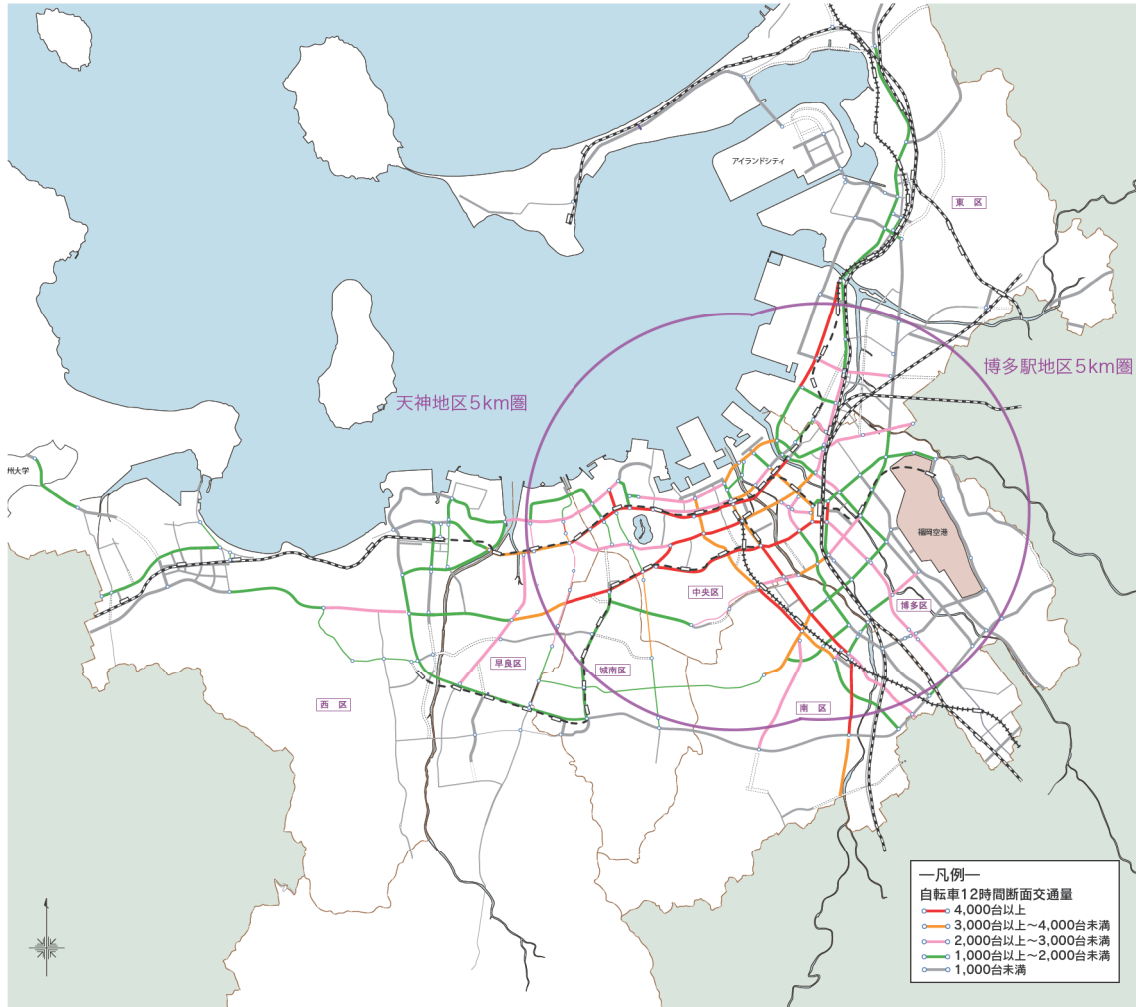 アイランドシティ
東 区
博多駅地区5km圏
天神地区5km圏
州大学
福岡空港
中央区
博多区
早良区
城南区
西 区
南 区
―凡例―
自転車12時間断面交通量
4,000台以上
3,000台以上～4,000台未満
2,000台以上～3,000台未満
1,000台以上～2,000台未満
1,000台未満